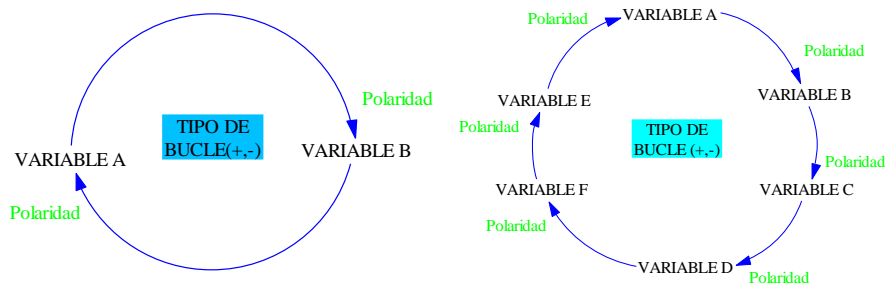 Polaridad
TIPO DE
BUCLE(+,-)
VARIABLE A
VARIABLE B
Polaridad
Polaridad
VARIABLE A
Polaridad
VARIABLE E
VARIABLE B
Polaridad
TIPO DE
BUCLE (+,-)
Polaridad
VARIABLE F
VARIABLE C
Polaridad
VARIABLE D
Polaridad